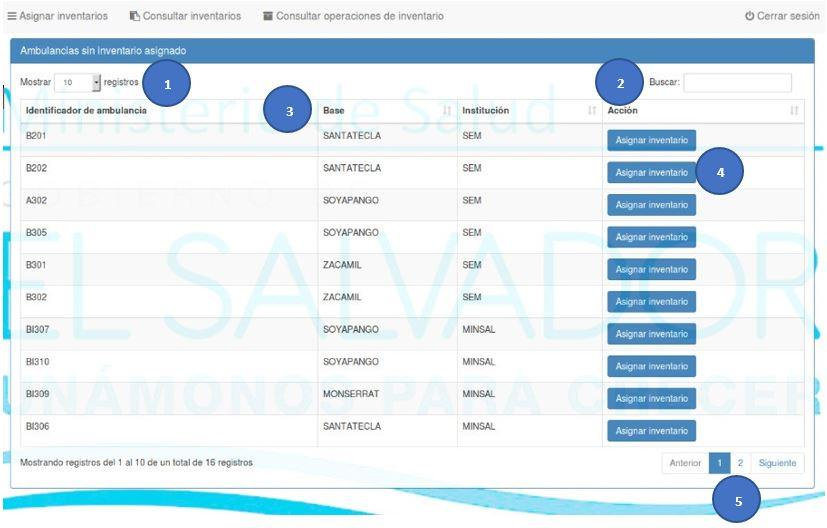 Asignar inventarios Consultar inventarios Consultar operaciones de inventario Cerrar sesión
Ambulancias sin inventario asignado
Mostrar 10 registros 1 2 Buscar:
Ministerio de Salud
Identificador de ambulancia 3 Base Institución Acción
B201 SANTATECLA SEM Asignar inventario
B202 SANTATECLA SEM Asignar inventario 4
A302 SOYAPANGO SEM Asignar inventario
GOBIERNO
B305 SOYAPANGO SEM Asignar inventario
B301 ZACAMIL SEM Asignar inventario
EL SALVADOR
B302 ZACAMIL SEM Asignar inventario
BI307 SOYAPANGO MINSAL Asignar inventario
BI310 SOYAPANGO MINSAL Asignar inventario
UNÁMONOS PARA CRECER
BI309 MONSERRAT MINSAL Asignar inventario
BI306 SANTATECLA MINSAL Asignar inventario
Mostrando registros del 1 al 10 de un total de 16 registros Anterior 1 2 Siguiente
5